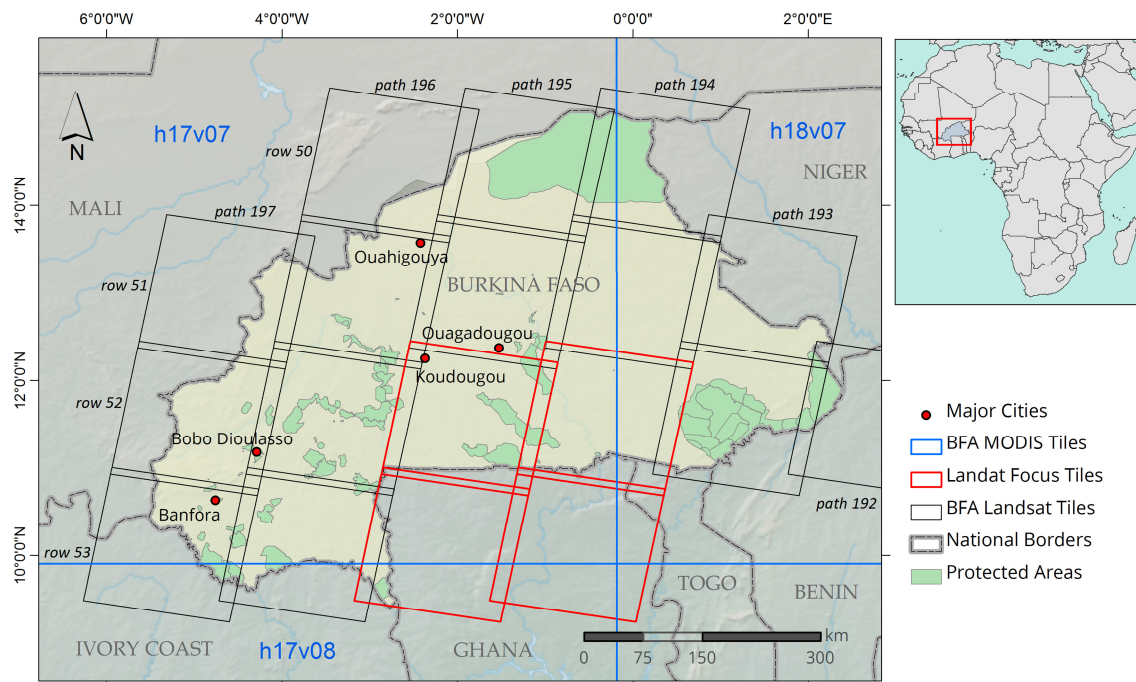 6°0'0"W 4°0'0"W 2°0'0"W 0°0'0" 2°0'0"E
path 196
path 195
path 194
h17v07
h18v07
N
row 50
NIGER
14°0'0"N
MALI
path 197
path 193
Ouahigouya
row 51
BURKINA FASO
Ouagadougou
Koudougou
12°0'0"N
row 52
Bobo Dioulasso
Banfora
path 192
row 53
10°0'0"N
TOGO
BENIN
IVORY COAST
h17v08
GHANA
km
0 75 150 300
Major Cities
BFA MODIS Tiles
Landat Focus Tiles
BFA Landsat Tiles
National Borders
Protected Areas